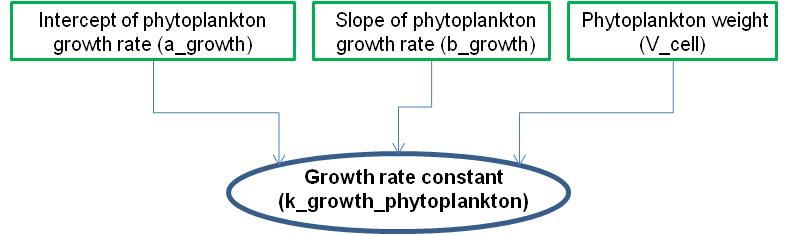 Intercept of phytoplankton
growth rate (a_growth)
Slope of phytoplankton
growth rate (b_growth)
Phytoplankton weight
(V_cell)
Growth rate constant
(k_growth_phytoplankton)